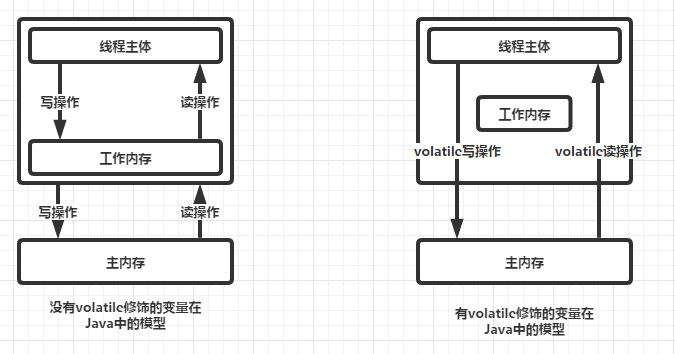 线程主体
写操作
读操作
工作内存
写操作
读操作
主内存
没有volatile修饰的变量在
Java中的模型
线程主体
工作内存
volatile写操作
volatile读操作
主内存
有volatile修饰的变量在
Java中的模型